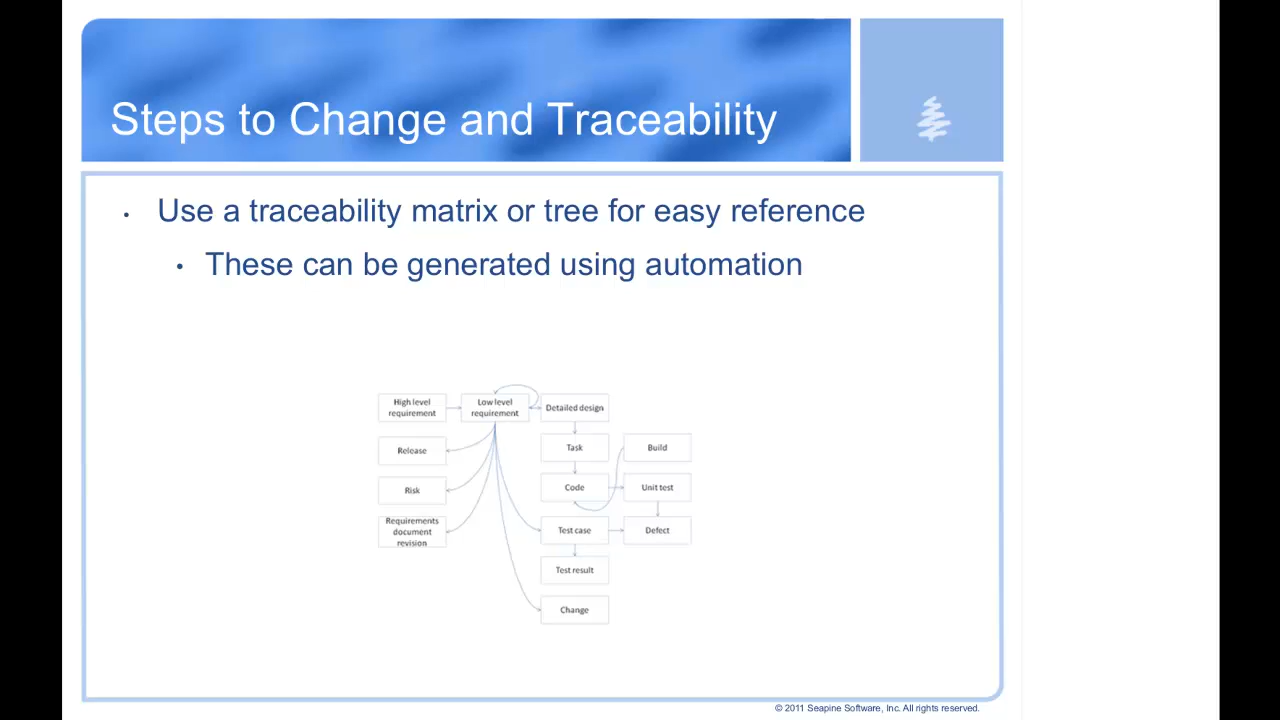 Steps to Change and Traceability
• Use a traceability matrix or tree for easy reference
• These can be generated using automation
High level
requirement
Low level
requirement
Detailed design
Release
Task
Build
Risk
Code
Unit test
Requirements
document
revision
Test case
Defect
Test result
Change
© 2011 Seapine Software, Inc. All rights reserved.